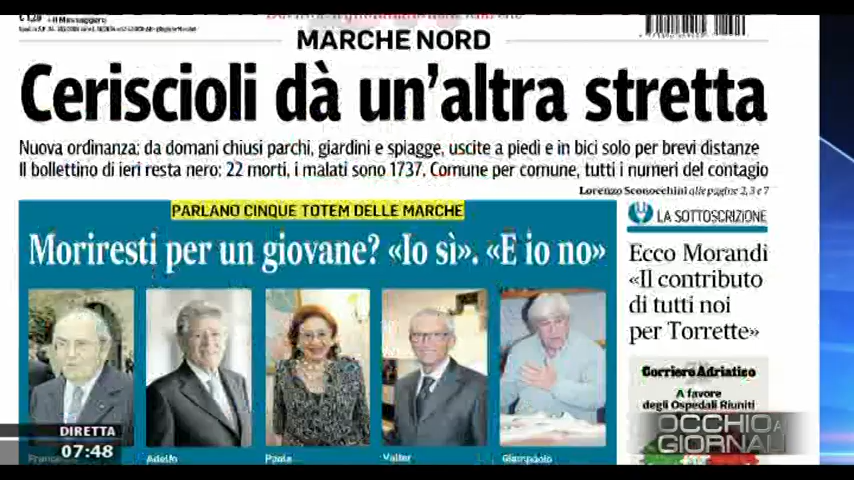 +il Messaggero
MARCHE NORD
Ceriscioli dà un'altra stretta
Nuova ordinanza: da domani chiusi parchi, giardini e spiagge, uscite a piedi e in bici solo per brevi distanze
Il bollettino di ieri resta nero: 22 morti, i malati sono 1737. Comune per comune, tutti i numeri del contagio
Lorenzo Sconocchini alle pagine 2, 3 e 7
PARLANO CINQUE TOTEM DELLE MARCHE
Moriresti per un giovane? «Io sì». «E io no»
LA SOTTOSCRIZIONE
Ecco Morandi
«Il contributo
di tutti noi
per Torrette»
Corriere Adriatico
A favore
degli Ospedali Riuniti
Adolfo Paola Valter Giampaolo
DIRETTA
07:48
OCCHIO AI
GIORNALI